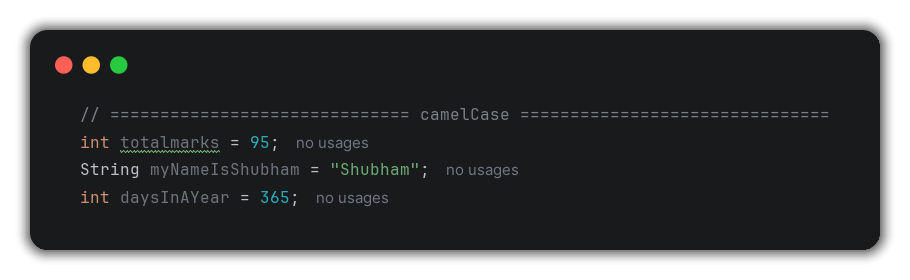 // ============================== camelCase ===============================
int totalmarks = 95; no usages
String myNameIsShubham = "Shubham"; no usages
int daysInAYear = 365; no usages